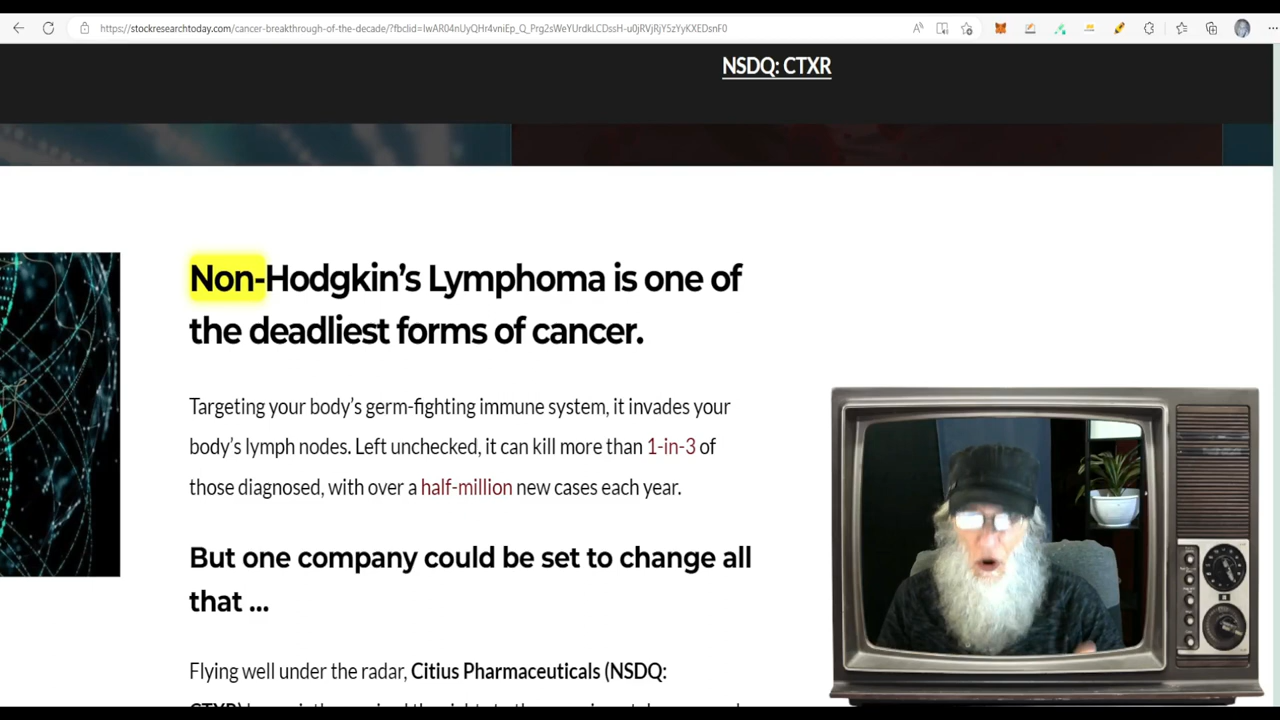 https://stockresearchtoday.com/cancer-breakthrough-of-the-decade/?fbclid=IwAR04nUyQHr4vniEp_Q_Prg2sWeYUrdkLCDssH-u0jRVjRjY5zYyKXEDsnF0
NSDQ: CTXR
Non-Hodgkin’s Lymphoma is one of
the deadliest forms of cancer.
Targeting your body’s germ-fighting immune system, it invades your
body’s lymph nodes. Left unchecked, it can kill more than 1-in-3 of
those diagnosed, with over a half-million new cases each year.
But one company could be set to change all
that ...
Flying well under the radar, Citius Pharmaceuticals (NSDQ: